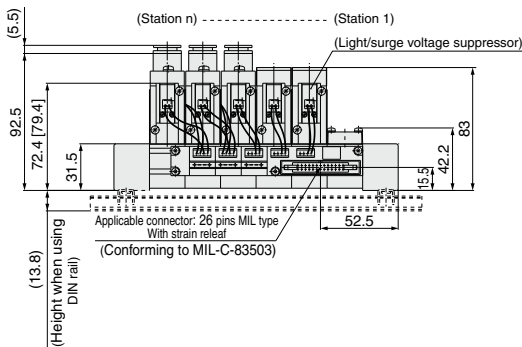 (Station n)
(Station 1)
(5.5)
(Light/surge voltage suppressor)
92.5
72.4 [79.4]
31.5
83
42.2
15.5
52.5
Applicable connector: 26 pins MIL type
With strain releaf
(Conforming to MIL-C-83503)
(13.8)
(Height when using
DIN rail)